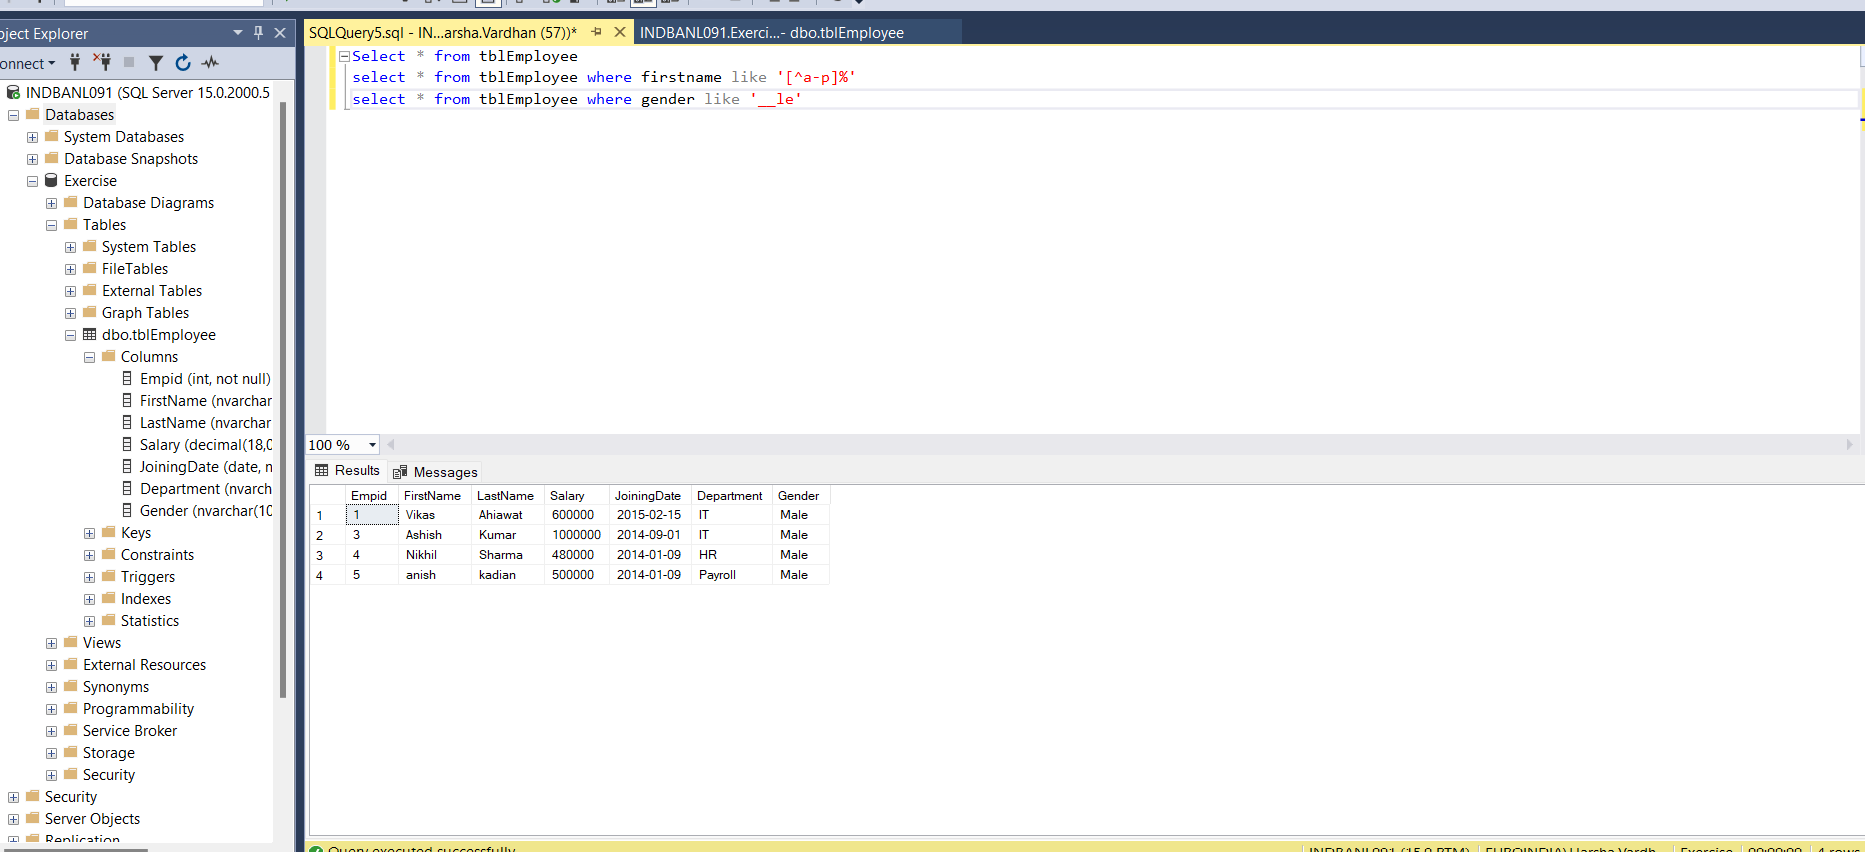 ject Explorer
onnect
INDBANL091 (SQL Server 15.0.2000.5
Databases
System Databases
Database Snapshots
Exercise
Database Diagrams
Tables
System Tables
FileTables
External Tables
Graph Tables
dbo.tblEmployee
Columns
Empid (int, not null)
FirstName (nvarchar
LastName (nvarchar
Salary (decimal(18,0
JoiningDate (date, n
Department (nvarch
Gender (nvarchar(10
Keys
Constraints
Triggers
Indexes
Statistics
Views
External Resources
Synonyms
Programmability
Service Broker
Storage
Security
Security
Server Objects
Replication
SQLQuery5.sql - IN...arsha.Vardhan (57))* INDBANL091.Exerci...- dbo.tblEmployee
Select * from tblEmployee
select * from tblEmployee where firstname like '[^a-p]%'
select * from tblEmployee where gender like '__le'
100 %
Results Messages
Empid FirstName LastName Salary JoiningDate Department Gender
1 1 Vikas Ahiawat 600000 2015-02-15 IT Male
2 3 Ashish Kumar 1000000 2014-09-01 IT Male
3 4 Nikhil Sharma 480000 2014-01-09 HR Male
4 5 anish kadian 500000 2014-01-09 Payroll Male
Query executed successfully INDBANL091 (15.0 RTM) EUROINDIA\Harsha.Vardh... Exercise 00:00:00 4 rows